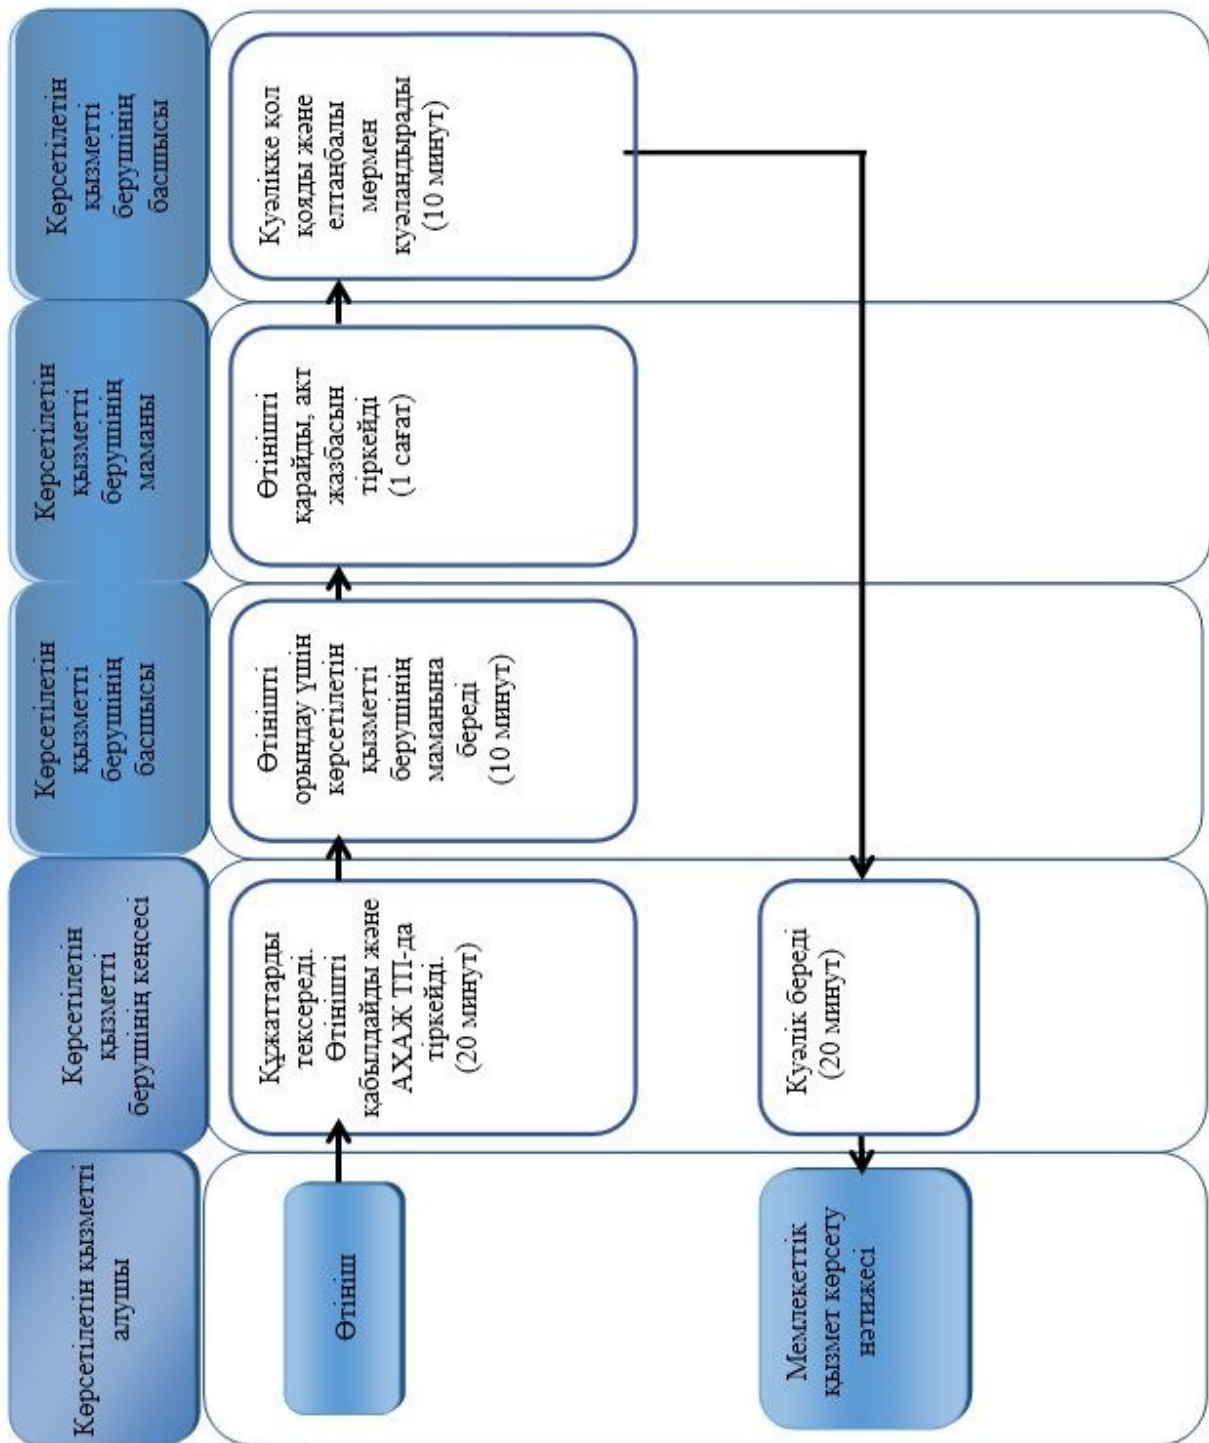 Көрсетілетін қызметті
алушы
Көрсетілетін
қызметті
берушінің кеңсесі
Көрсетілетін
қызметті
берушінің
басшысы
Көрсетілетін
қызметті
берушінің
маманы
Көрсетілетін
қызметті
берушінің
басшысы
Өтініш
Құжаттарды
тексереді.
Өтінішті
қабылдайды және
АХАЖ ТП-да
тіркейді.
(20 минут)
Өтінішті
орындау үшін
көрсетілетін
қызметті
берушінің
маманына
береді
(10 минут)
Өтінішті
қарайды, акт
жазбасын
тіркейді
(1 сағат)
Куәлікке қол
қояды және
елтаңбалы
мөрмен
куәландырады
(10 минут)
Мемлекеттік
қызмет көрсету
нәтижесі
Куәлік береді
(20 минут)